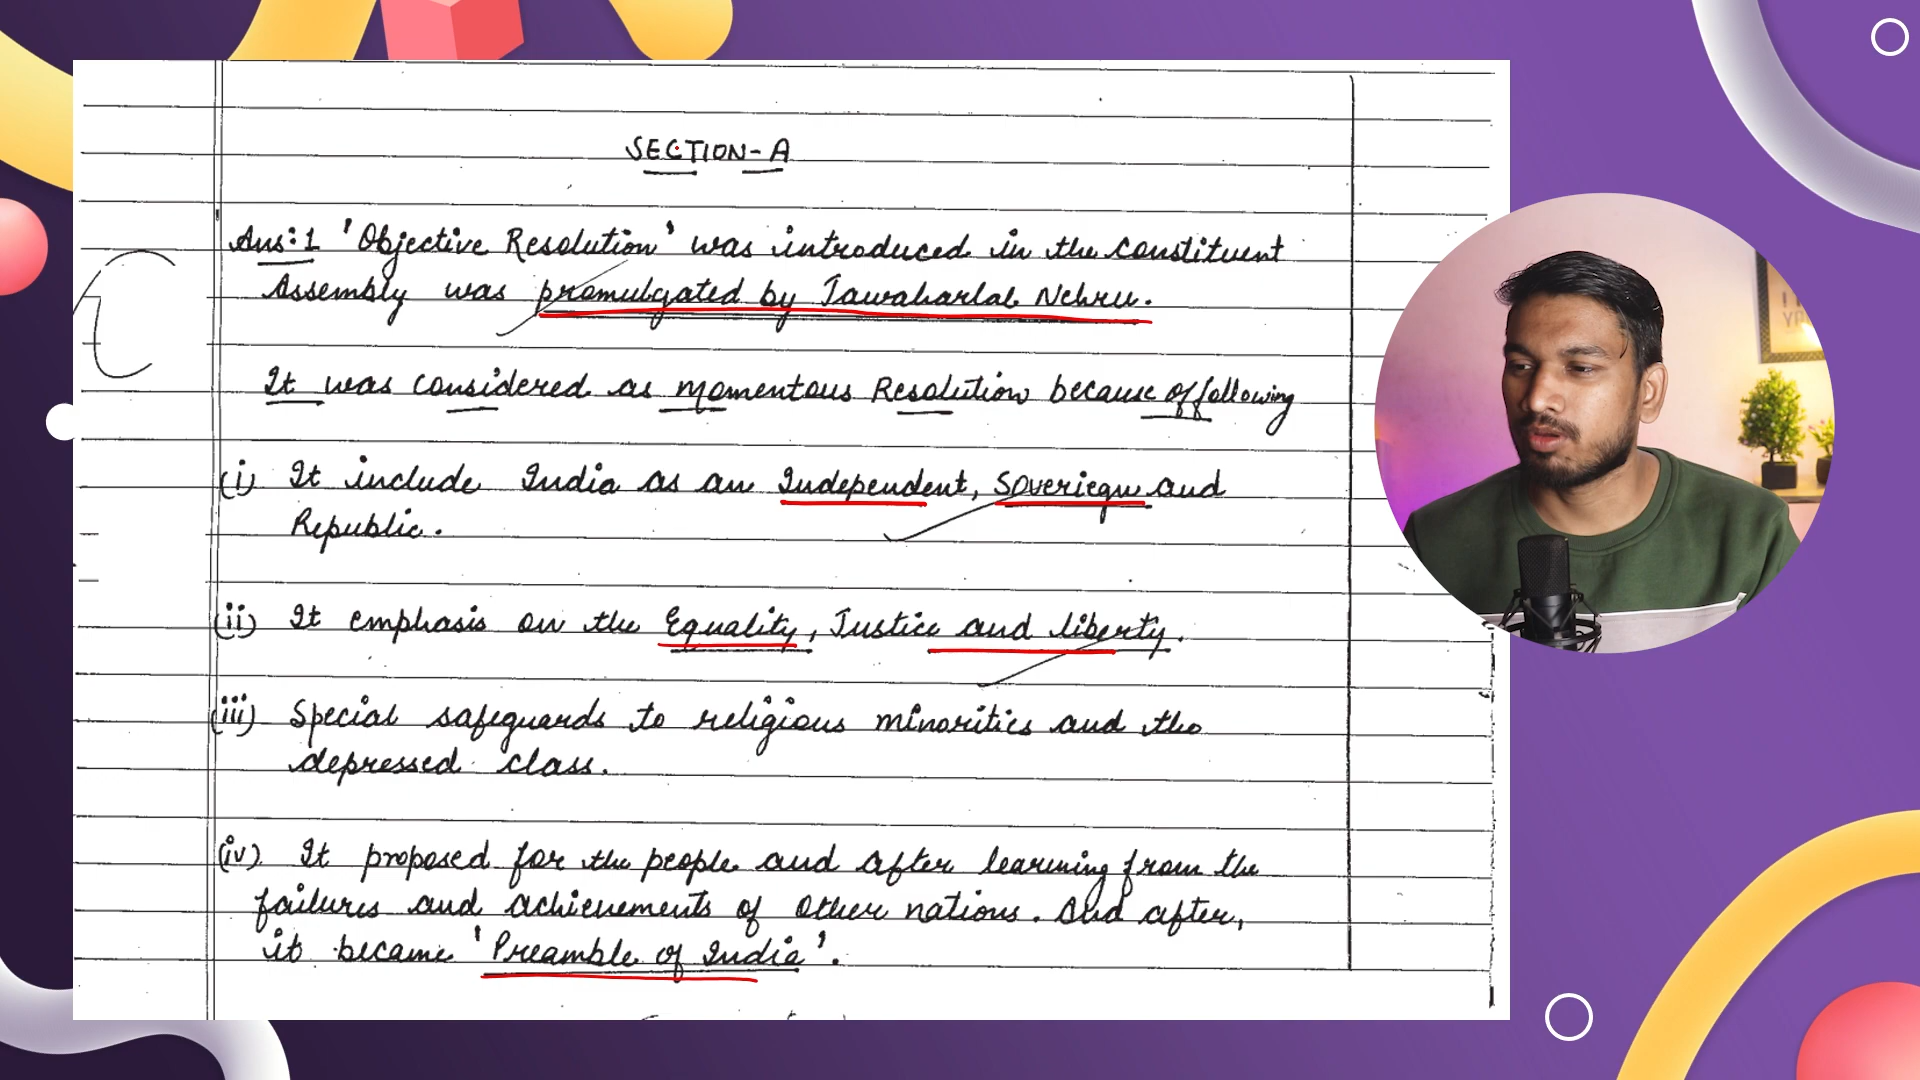 SECTION-A
Ans:1 'Objective Resolution' was introduced in the constituent
Assembly was promulgated by Jawaharlal Nehru.
It was considered as momentous Resolution because of following
(i) It include India as an Independent, Soveriegn and
Republic.
(ii) It emphasis on the Equality, Justice and liberty.
(iii) Special safeguards to religious minorities and the
depressed class.
(iv) It proposed for the people and after learning from the
failures and achievements of other nations. And after,
it became 'Preamble of India'.